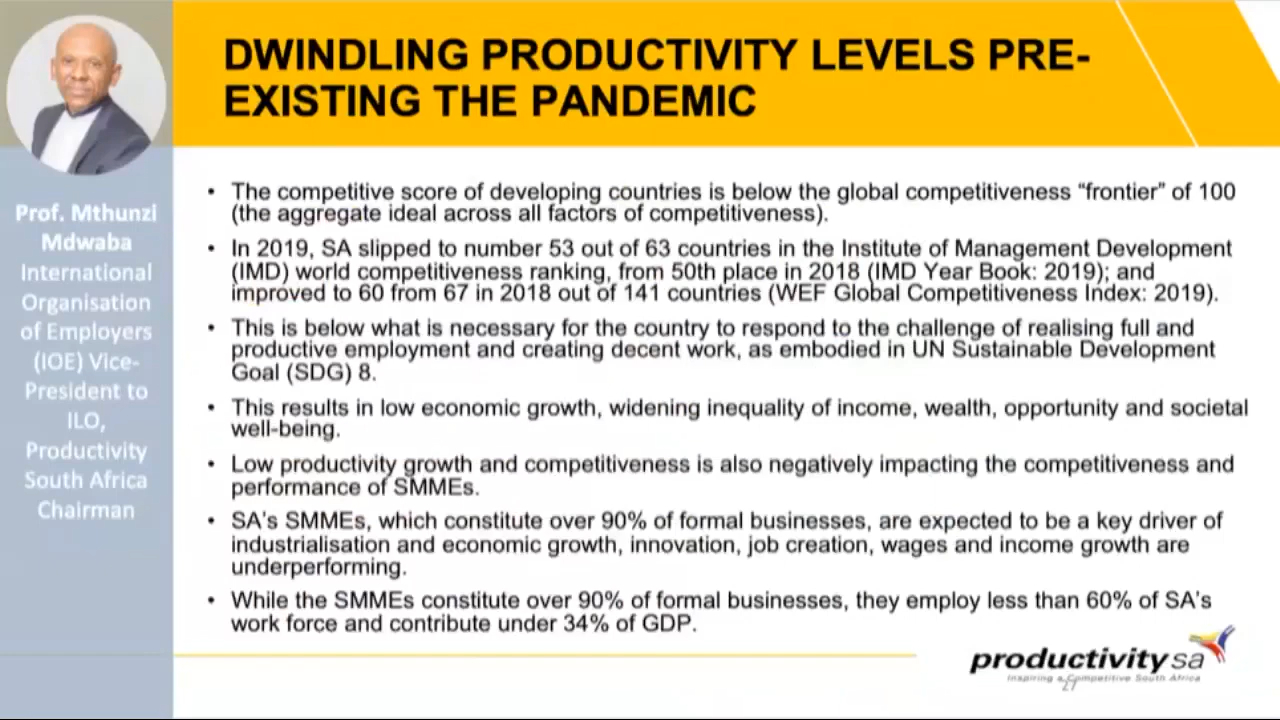 DWINDLING PRODUCTIVITY LEVELS PRE-
EXISTING THE PANDEMIC
Prof. Mthunzi
Mdwaba
International
Organisation
of Employers
(IOE) Vice-
President to
ILO,
Productivity
South Africa
Chairman
• The competitive score of developing countries is below the global competitiveness “frontier” of 100
(the aggregate ideal across all factors of competitiveness).
• In 2019, SA slipped to number 53 out of 63 countries in the Institute of Management Development
(IMD) world competitiveness ranking, from 50th place in 2018 (IMD Year Book: 2019); and
improved to 60 from 67 in 2018 out of 141 countries (WEF Global Competitiveness Index: 2019).
• This is below what is necessary for the country to respond to the challenge of realising full and
productive employment and creating decent work, as embodied in UN Sustainable Development
Goal (SDG) 8.
• This results in low economic growth, widening inequality of income, wealth, opportunity and societal
well-being.
• Low productivity growth and competitiveness is also negatively impacting the competitiveness and
performance of SMMEs.
• SA’s SMMEs, which constitute over 90% of formal businesses, are expected to be a key driver of
industrialisation and economic growth, innovation, job creation, wages and income growth are
underperforming.
• While the SMMEs constitute over 90% of formal businesses, they employ less than 60% of SA’s
work force and contribute under 34% of GDP.
productivity sa
Inspiring a Competitive South Africa